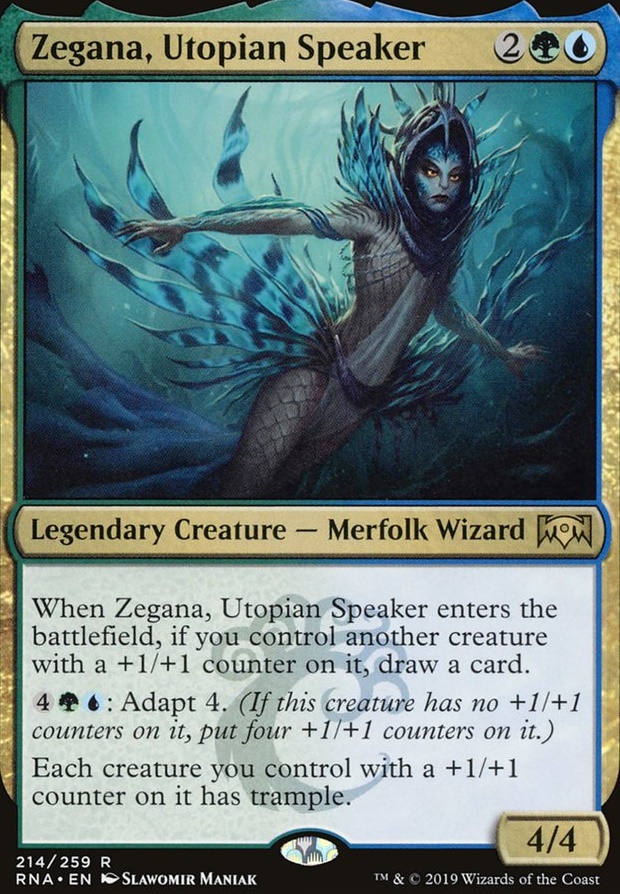 Zegana, Utopian Speaker 2
Legendary Creature — Merfolk Wizard
When Zegana, Utopian Speaker enters the
battlefield, if you control another creature
with a +1/+1 counter on it, draw a card.
4: Adapt 4. (If this creature has no +1/+1
counters on it, put four +1/+1 counters on it.)
Each creature you control with a +1/+1
counter on it has trample.
4/4
214/259 R
RNA • EN Slawomir Maniak
™ & © 2019 Wizards of the Coast